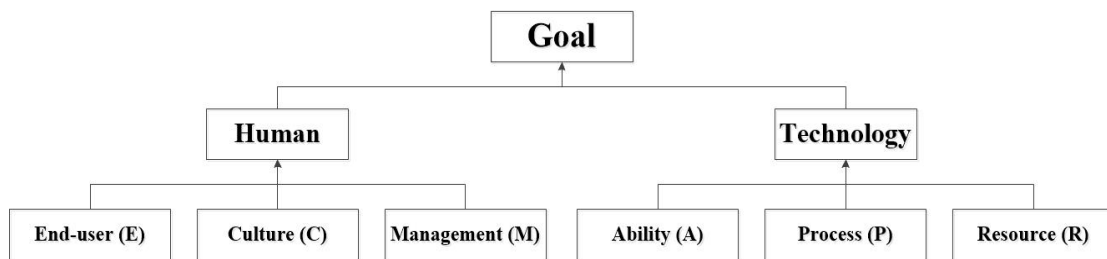 Goal
Human
Technology
End-user (E)
Culture (C)
Management (M)
Ability (A)
Process (P)
Resource (R)